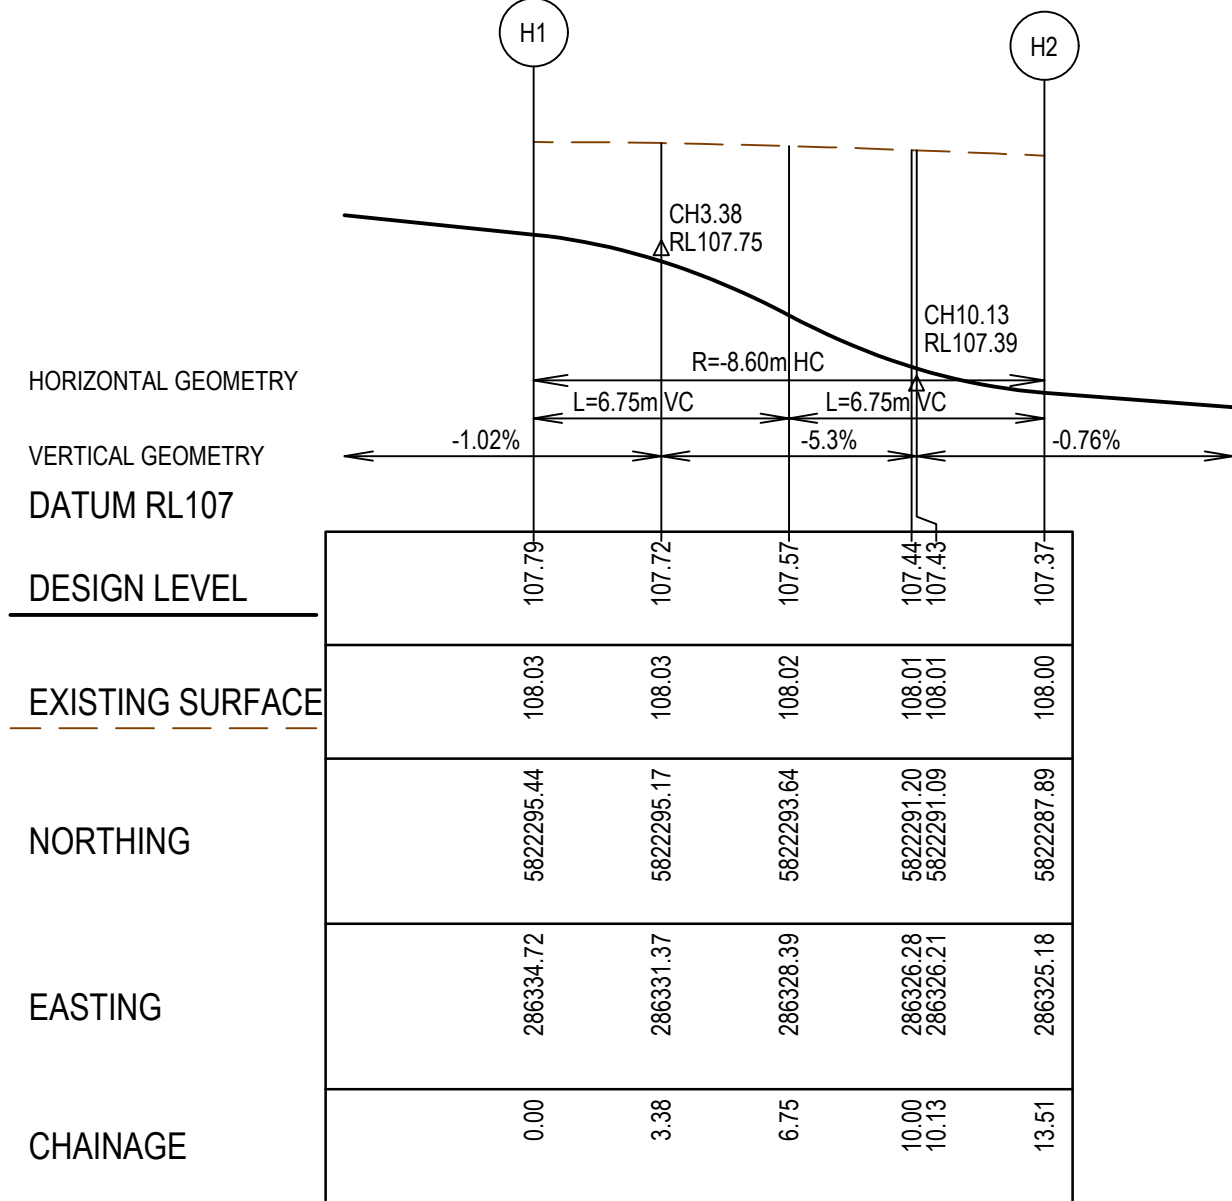 H1
H2
CH3.38
RL107.75
CH10.13
RL107.39
HORIZONTAL GEOMETRY
R=-8.60m HC
L=6.75m VC
L=6.75m VC
VERTICAL GEOMETRY
-1.02%
-5.3%
-0.76%
DATUM RL107
DESIGN LEVEL
107.79
107.72
107.57
107.44
107.43
107.37
EXISTING SURFACE
108.03
108.03
108.02
108.01
108.01
108.00
NORTHING
5822295.44
5822295.17
5822293.64
5822291.20
5822291.09
5822287.89
EASTING
286334.72
286331.37
286328.39
286326.28
286326.21
286325.18
CHAINAGE
0.00
3.38
6.75
10.00
10.13
13.51